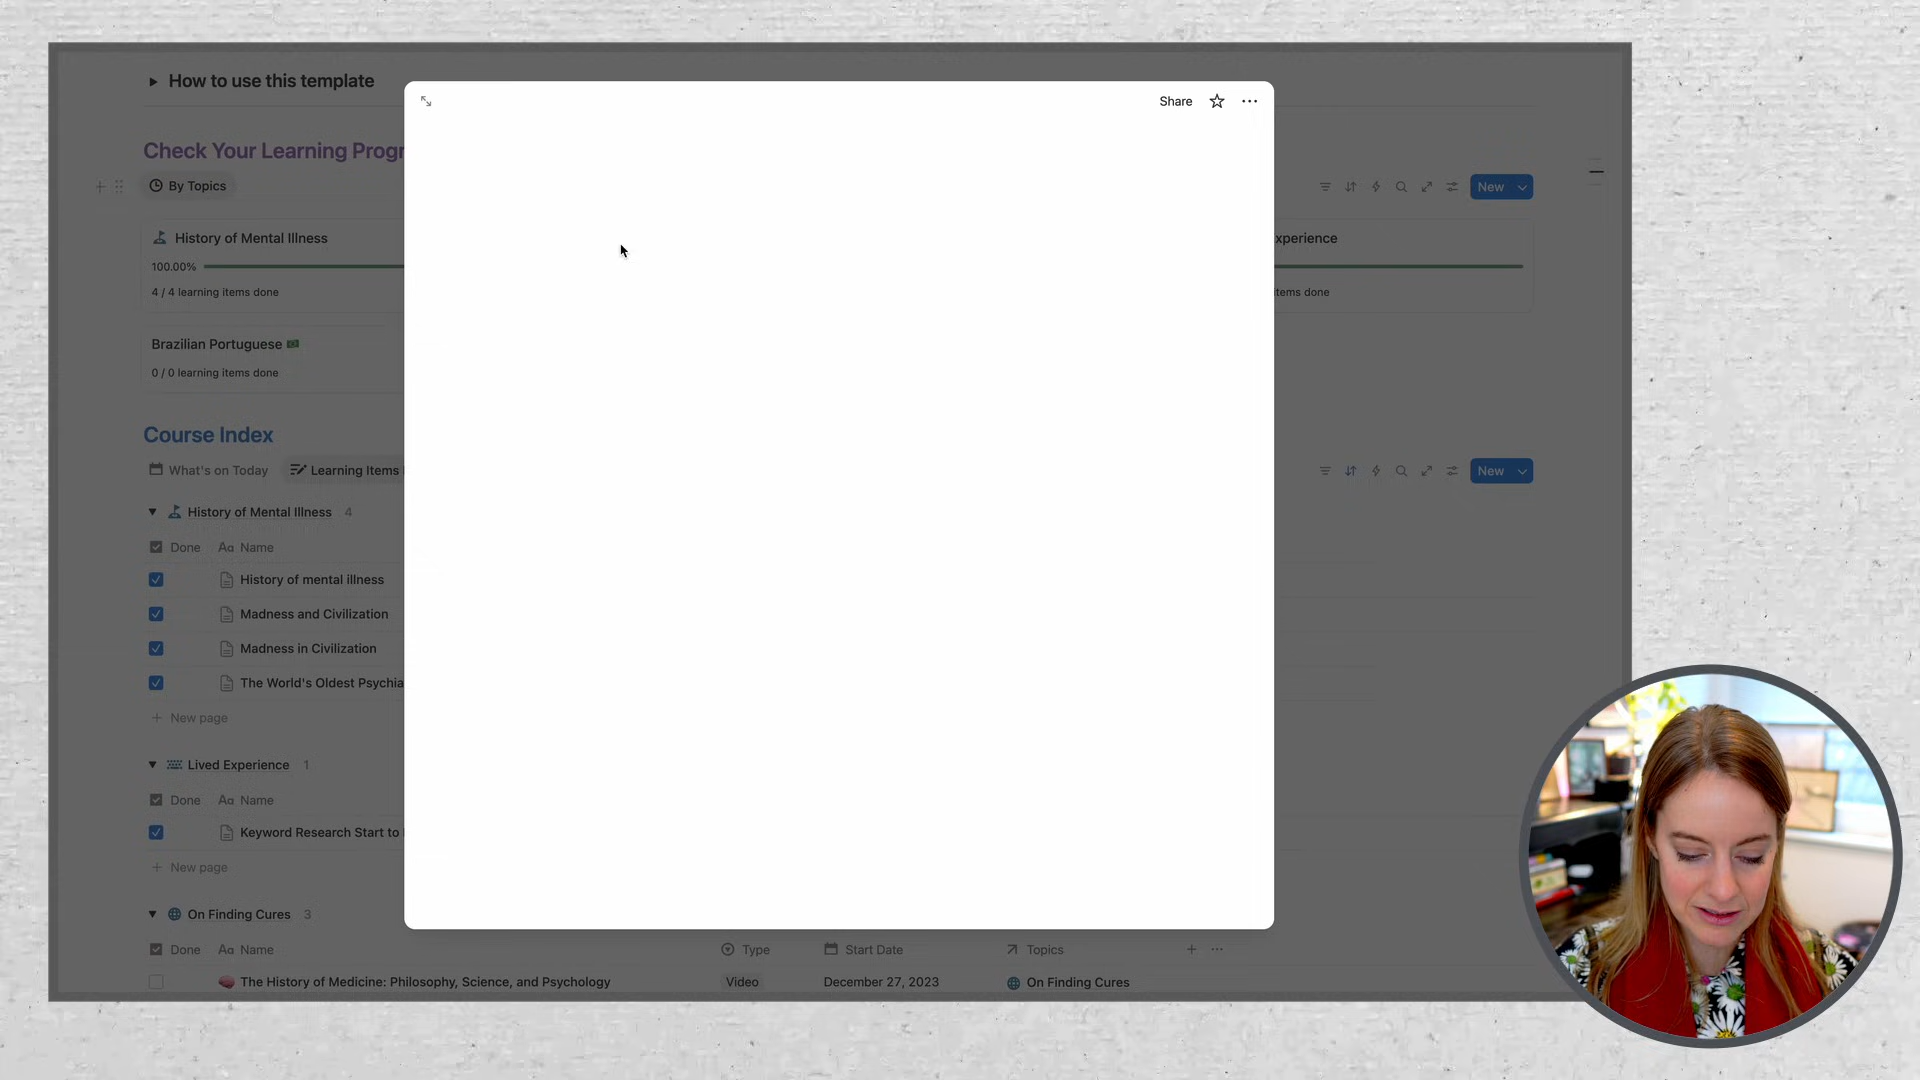 How to use this template
Share
Check Your Learning Progr
By Topics
New
History of Mental Illness
xperience
100.00%
4 / 4 learning items done
tems done
Brazilian Portuguese
0 / 0 learning items done
Course Index
What's on Today
Learning Items
New
History of Mental Illness 4
Done Aa Name
History of mental illness
Madness and Civilization
Madness in Civilization
The World's Oldest Psychia
+ New page
Lived Experience 1
Done Aa Name
Keyword Research Start to
+ New page
On Finding Cures 3
Done Aa Name Type Start Date Topics
The History of Medicine: Philosophy, Science, and Psychology Video December 27, 2023 On Finding Cures